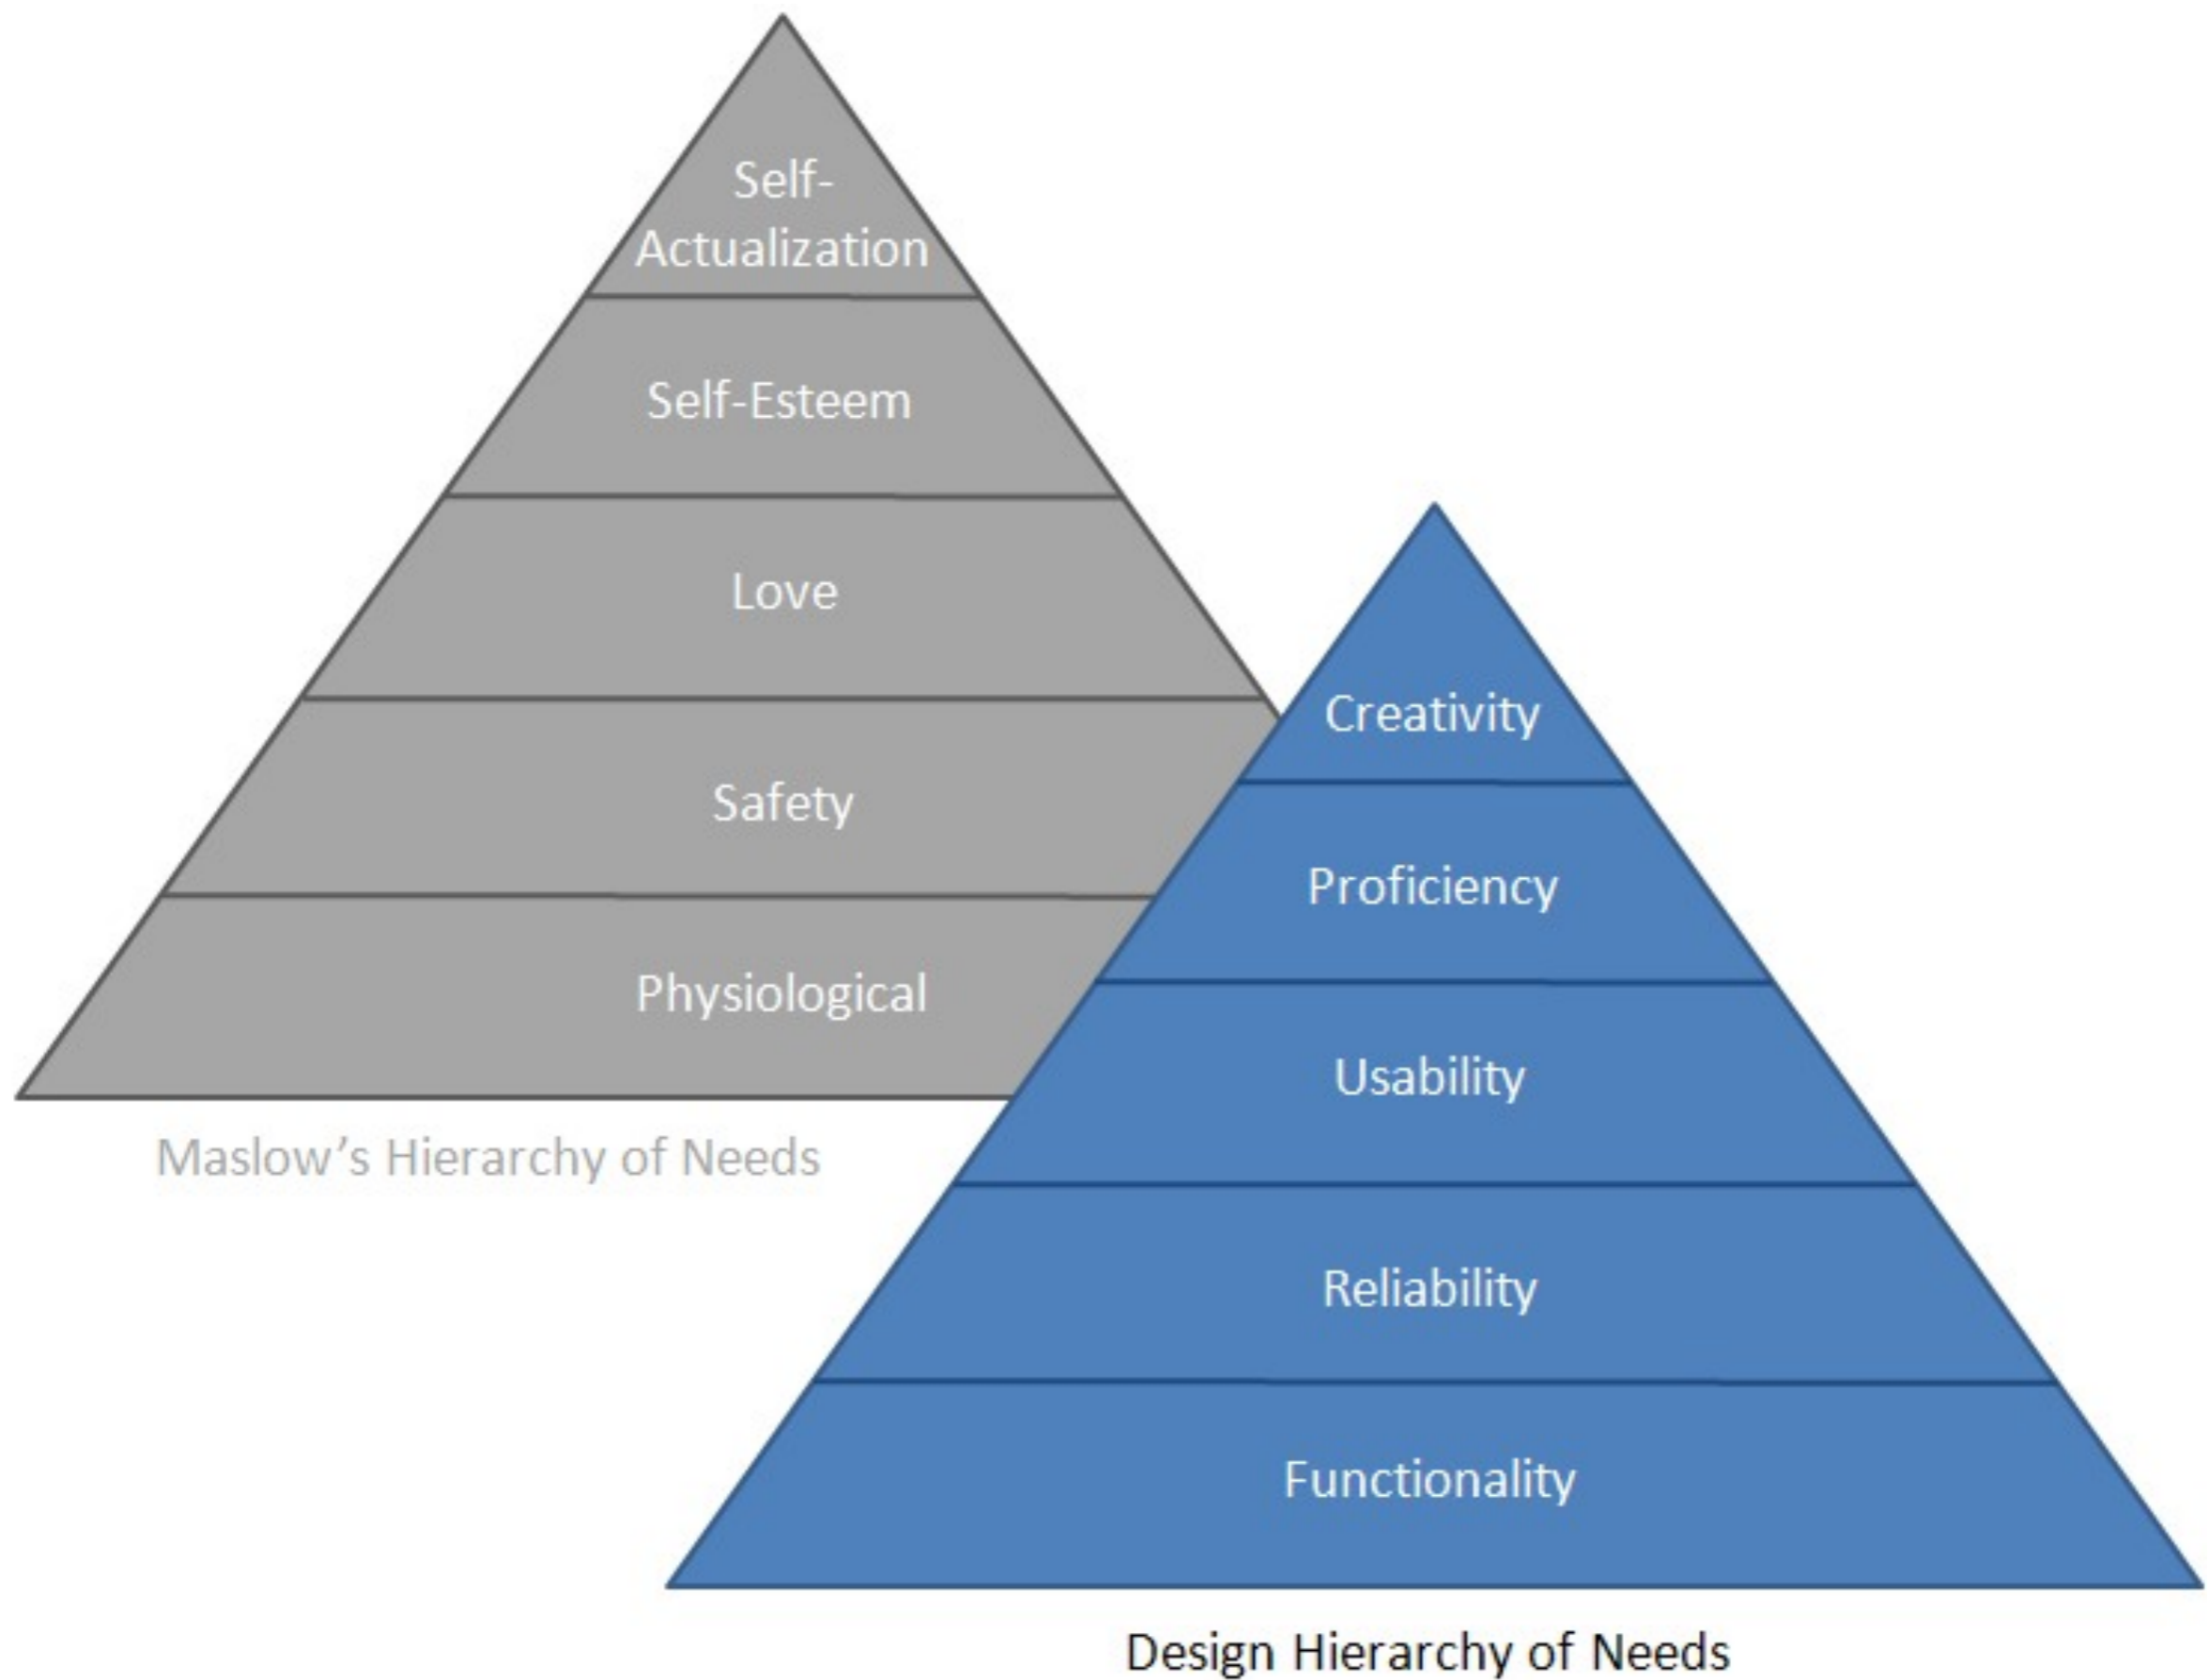 Self-
Actualization
Self-Esteem
Love
Safety
Physiological
Maslow’s Hierarchy of Needs
Creativity
Proficiency
Usability
Reliability
Functionality
Design Hierarchy of Needs